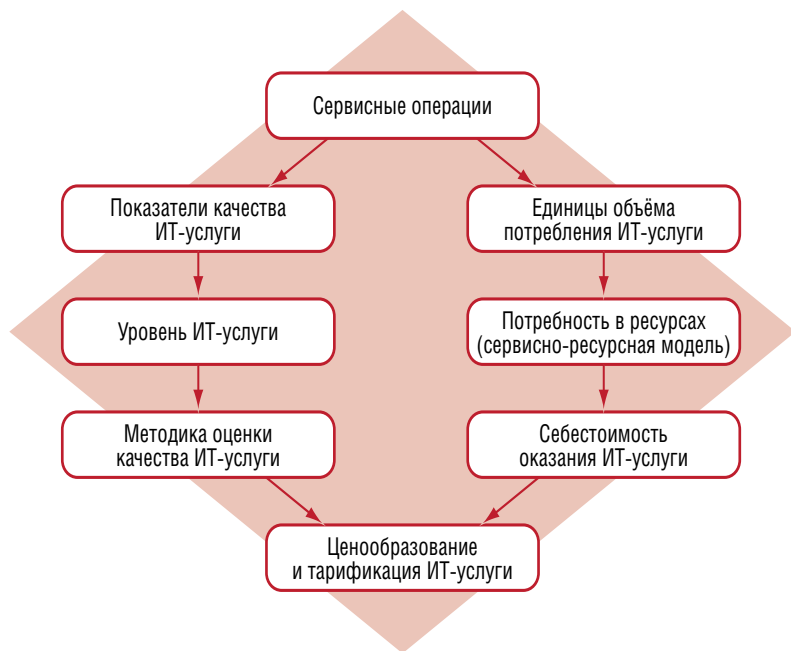 Сервисные операции
Показатели качества
ИТ-услуги
Единицы объёма
потребления ИТ-услуги
Уровень ИТ-услуги
Потребность в ресурсах
(сервисно-ресурсная модель)
Методика оценки
качества ИТ-услуги
Себестоимость
оказания ИТ-услуги
Ценообразование
и тарификация ИТ-услуги